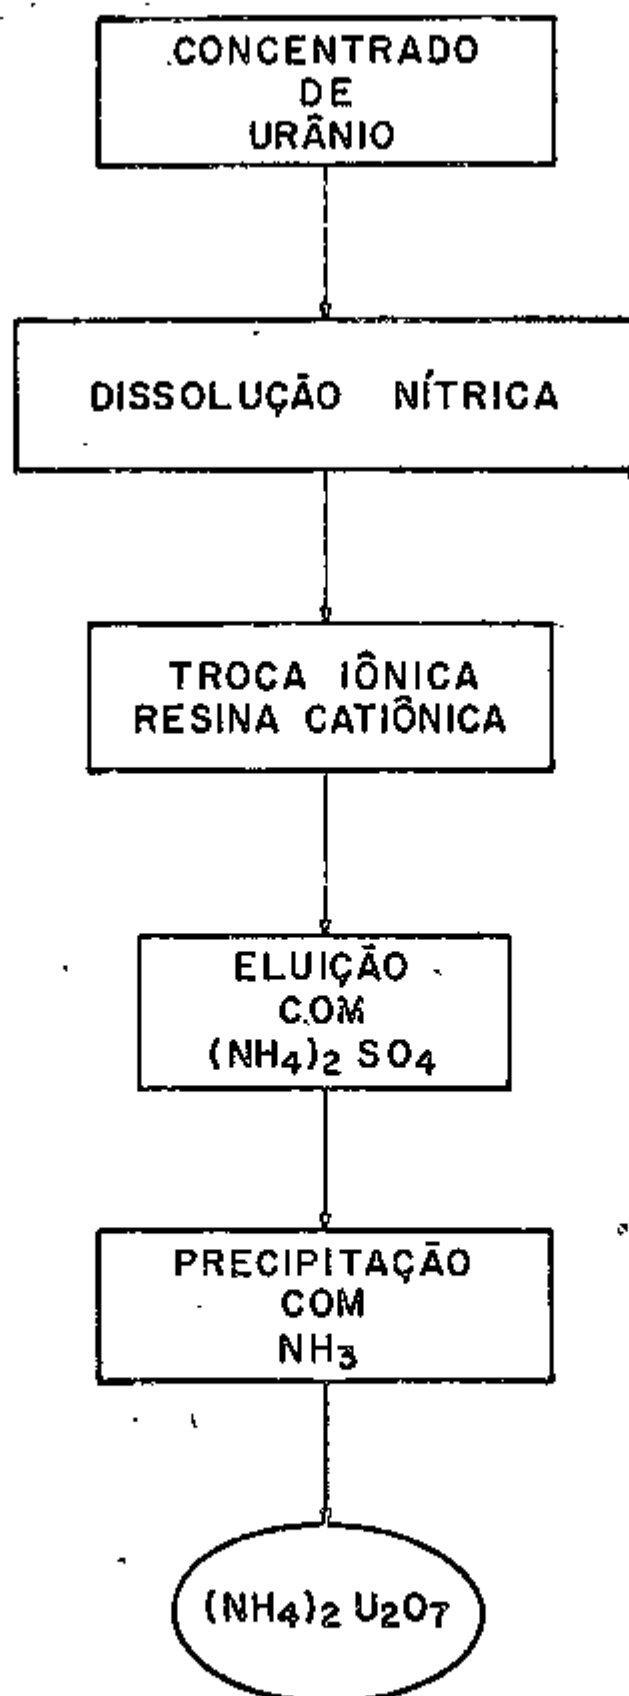 CONCENTRADO
DE
URÂNIO
DISSOLUÇÃO NÍTRICA
TROCA IÔNICA
RESINA CATIÔNICA
ELUIÇÃO
COM
(NH₄)₂ SO₄
PRECIPITAÇÃO
COM
NH₃
(NH₄)₂ U₂O₇